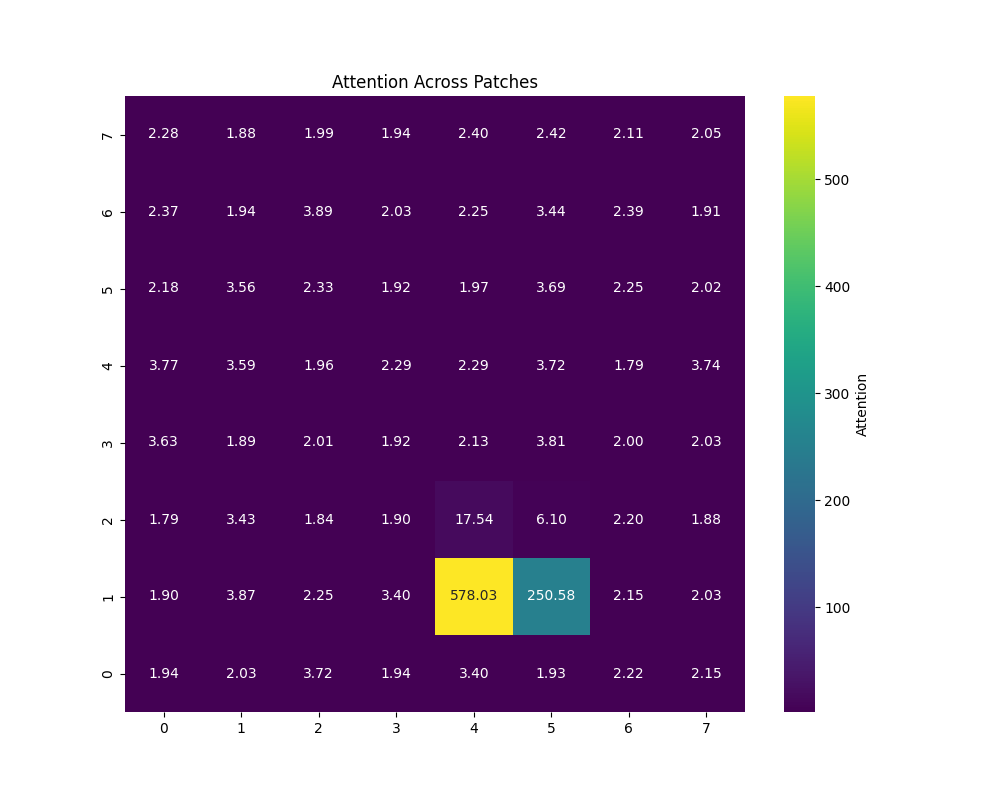 Attention Across Patches
7 2.28 1.88 1.99 1.94 2.40 2.42 2.11 2.05
6 2.37 1.94 3.89 2.03 2.25 3.44 2.39 1.91
5 2.18 3.56 2.33 1.92 1.97 3.69 2.25 2.02
4 3.77 3.59 1.96 2.29 2.29 3.72 1.79 3.74
3 3.63 1.89 2.01 1.92 2.13 3.81 2.00 2.03
2 1.79 3.43 1.84 1.90 17.54 6.10 2.20 1.88
1 1.90 3.87 2.25 3.40 578.03 250.58 2.15 2.03
0 1.94 2.03 3.72 1.94 3.40 1.93 2.22 2.15
0 1 2 3 4 5 6 7
500
400
300
200
100
Attention